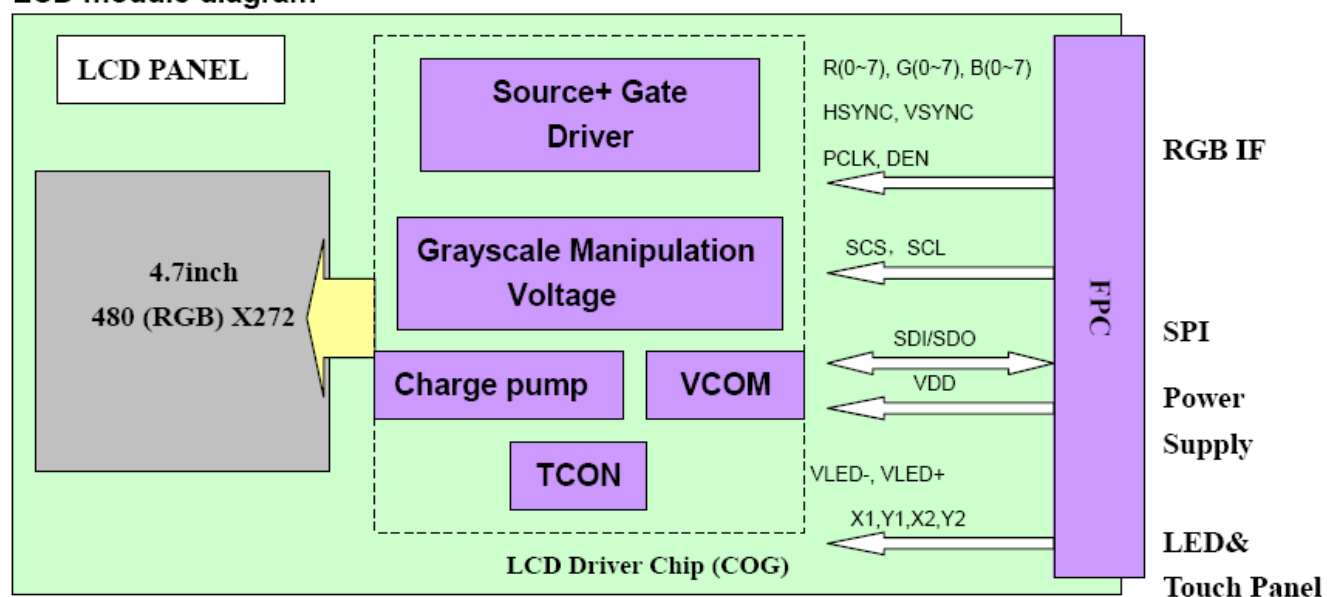 LCD module diagram
LCD PANEL
4.7inch
480 (RGB) X272
Source+ Gate
Driver
Grayscale Manipulation
Voltage
Charge pump
VCOM
TCON
LCD Driver Chip (COG)
R(0~7), G(0~7), B(0~7)
HSYNC, VSYNC
PCLK, DEN
SCS, SCL
SDI/SDO
VDD
VLED-, VLED+
X1,Y1,X2,Y2
FPC
RGB IF
SPI
Power
Supply
LED&
Touch Panel